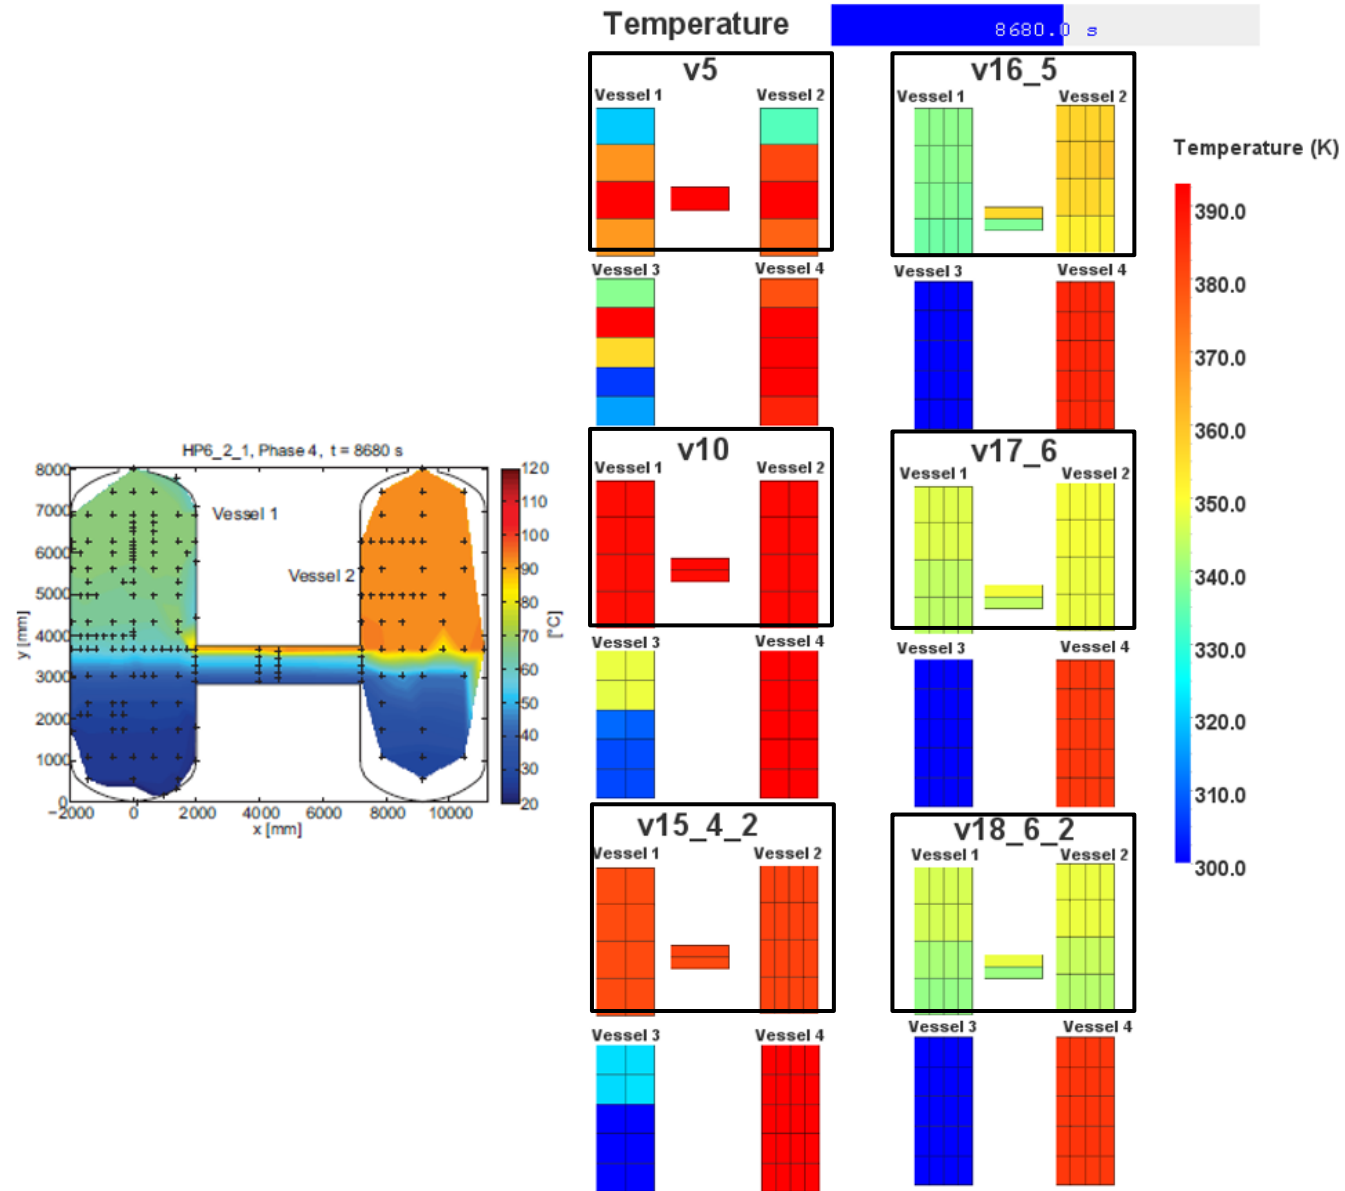 Temperature
8680.0 s
v5
Vessel 1
Vessel 2
Vessel 3
Vessel 4
v16_5
Vessel 1
Vessel 2
Vessel 3
Vessel 4
Temperature (K)
390.0
380.0
370.0
360.0
350.0
340.0
330.0
320.0
310.0
300.0
v10
Vessel 1
Vessel 2
Vessel 3
Vessel 4
v17_6
Vessel 1
Vessel 2
Vessel 3
Vessel 4
HP6_2_1, Phase 4, t = 8680 s
8000
7000
6000
5000
4000
3000
2000
1000
0
y [mm]
Vessel 1
Vessel 2
−2000
0
2000
4000
6000
8000
10000
x [mm]
120
110
100
90
80
70
60
50
40
30
20
[°C]
v15_4_2
Vessel 1
Vessel 2
Vessel 3
Vessel 4
v18_6_2
Vessel 1
Vessel 2
Vessel 3
Vessel 4